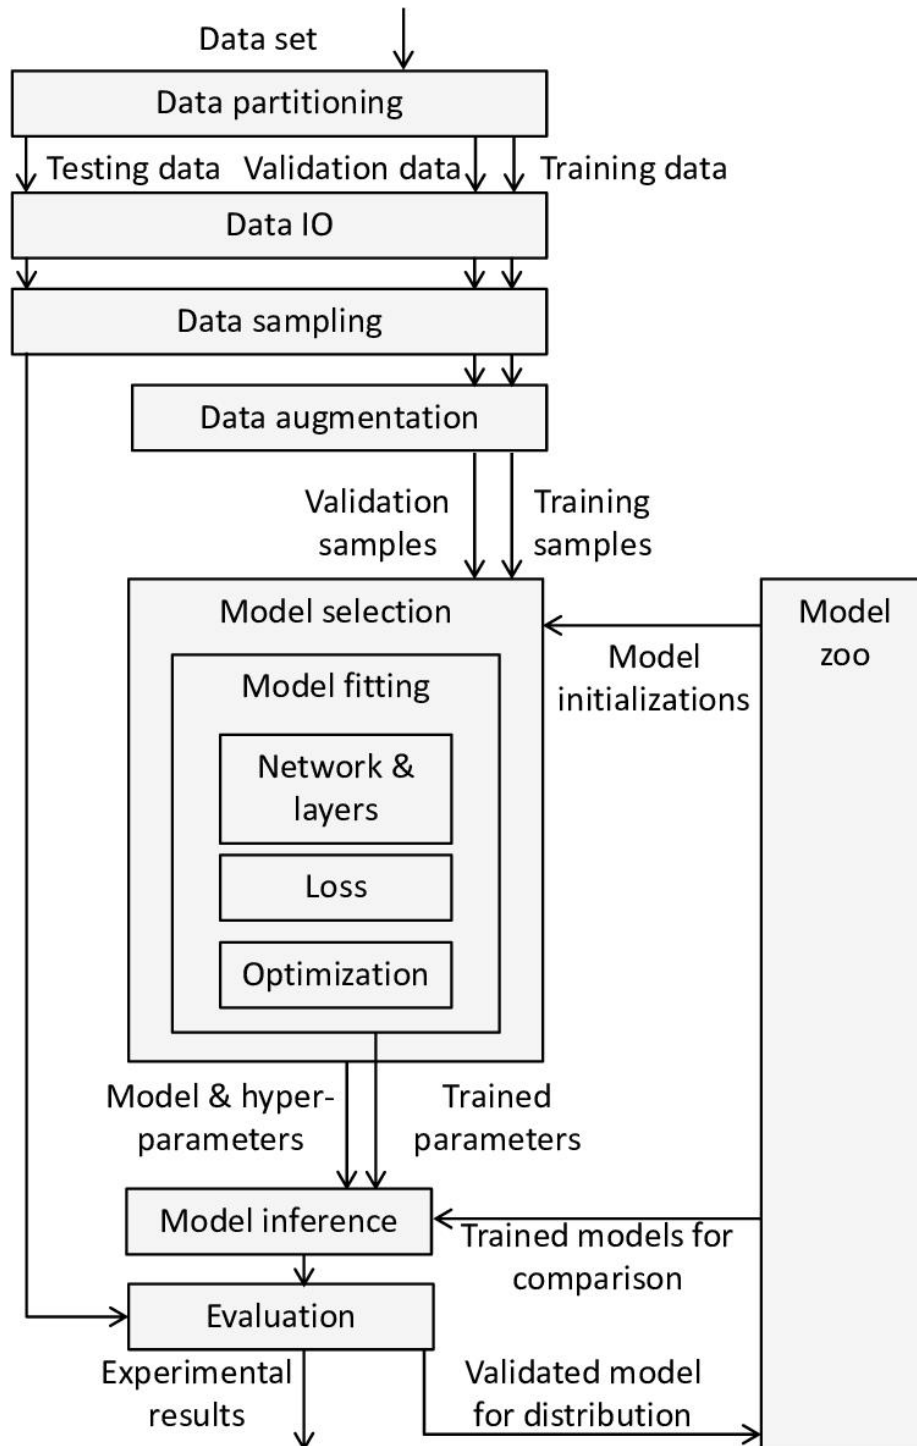 Data set
Data partitioning
Testing data
Validation data
Training data
Data IO
Data sampling
Data augmentation
Validation
samples
Training
samples
Model selection
Model
zoo
Model
initializations
Model fitting
Network &
layers
Loss
Optimization
Model & hyper-
parameters
Trained
parameters
Model inference
Trained models for
comparison
Evaluation
Experimental
results
Validated model
for distribution